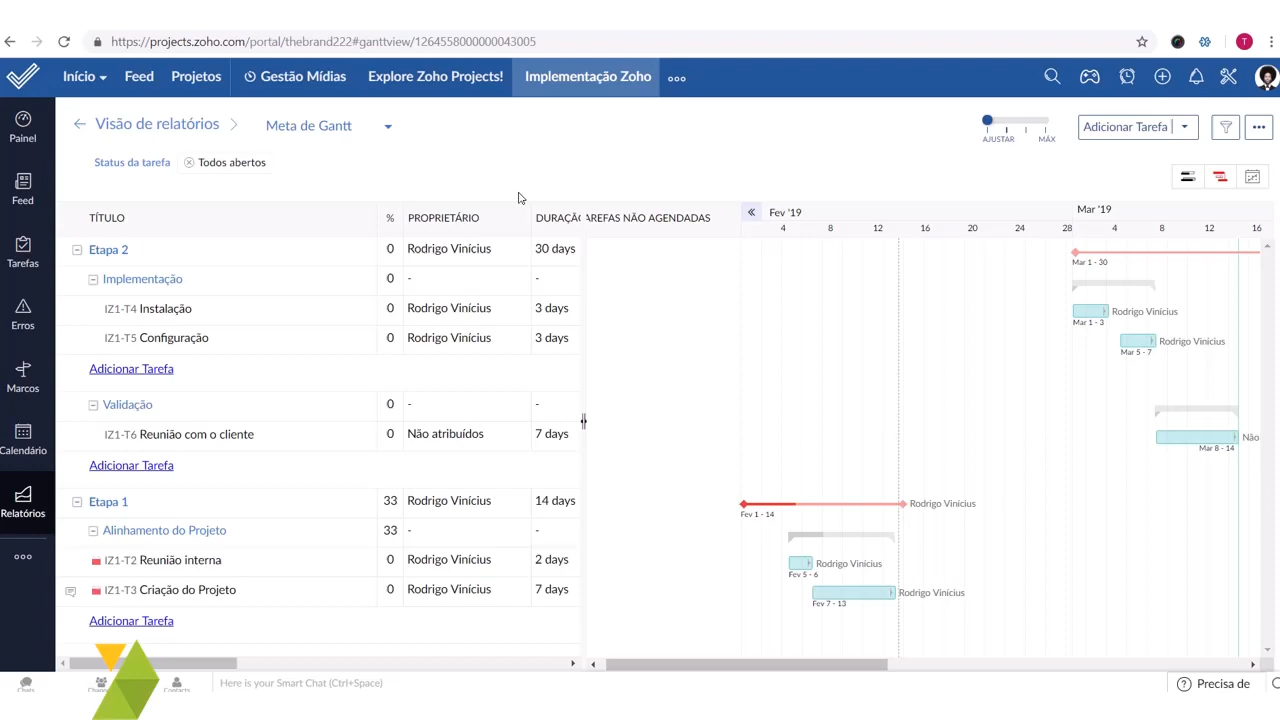 https://projects.zoho.com/portal/thebrand222#ganttview/1264558000000043005
T
Início Feed Projetos Gestão Mídias Explore Zoho Projects! Implementação Zoho
Painel
Feed
Tarefas
Erros
Marcos
Calendário
Relatórios
Visão de relatórios Meta de Gantt
AJUSTAR MÁX
Adicionar Tarefa
Status da tarefa Todos abertos
TÍTULO % PROPRIETÁRIO DURAÇÃ AREFAS NÃO AGENDADAS « Fev '19 Mar '19
4 8 12 16 20 24 28 4 8 12 16
Etapa 2 0 Rodrigo Vinícius 30 days
Mar 1 - 30
Implementação 0 - -
IZ1-T4 Instalação 0 Rodrigo Vinícius 3 days Rodrigo Vinícius
Mar 1 - 3
IZ1-T5 Configuração 0 Rodrigo Vinícius 3 days Rodrigo Vinícius
Mar 5 - 7
Adicionar Tarefa
Validação 0 - -
IZ1-T6 Reunião com o cliente 0 Não atribuídos 7 days Não
Mar 8 - 14
Adicionar Tarefa
Etapa 1 33 Rodrigo Vinícius 14 days Rodrigo Vinícius
Fev 1 - 14
Alinhamento do Projeto 33 - -
IZ1-T2 Reunião interna 0 Rodrigo Vinícius 2 days Rodrigo Vinícius
Fev 5 - 6
IZ1-T3 Criação do Projeto 0 Rodrigo Vinícius 7 days Rodrigo Vinícius
Fev 7 - 13
Adicionar Tarefa
Chats Contacts Here is your Smart Chat (Ctrl+Space) Precisa de